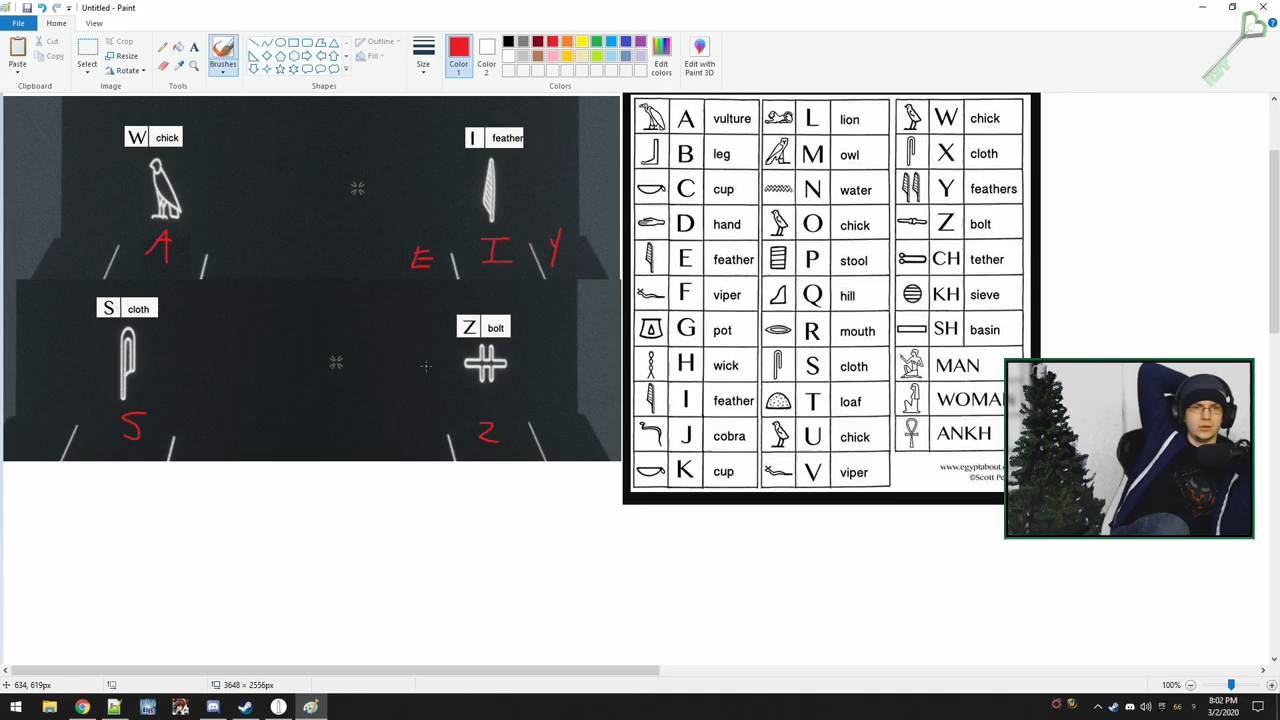 Untitled - Paint
File
Home
View
Paste
Cut
Copy
Clipboard
Select
Crop
Resize
Rotate
Image
Tools
Brushes
Shapes
Outline
Fill
Size
Color 1
Color 2
Edit colors
Colors
Edit with Paint 3D
W chick
I feather
A
E I Y
S cloth
Z bolt
S
Z
A vulture
B leg
C cup
D hand
E feather
F viper
G pot
H wick
I feather
J cobra
K cup
L lion
M owl
N water
O chick
P stool
Q hill
R mouth
S cloth
T loaf
U chick
V viper
W chick
X cloth
Y feathers
Z bolt
CH tether
KH sieve
SH basin
MAN
WOMA
ANKH
www.egyptabout.
©Scott Pe
634, 619px
3648 × 2556px
100%
66 9
8:02 PM
3/2/2020